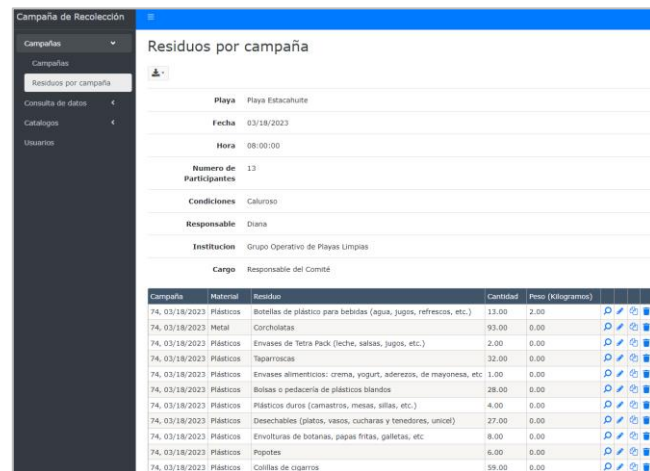 Campaña de Recolección
Campañas
Campañas
Residuos por campaña
Consulta de datos
Catalogos
Usuarios
Residuos por campaña
Playa Playa Estacahuite
Fecha 03/18/2023
Hora 08:00:00
Numero de Participantes 13
Condiciones Caluroso
Responsable Diana
Institucion Grupo Operativo de Playas Limpias
Cargo Responsable del Comité
Campaña Material Residuo Cantidad Peso (Kilogramos)
74, 03/18/2023 Plásticos Botellas de plástico para bebidas (agua, jugos, refrescos, etc.) 13.00 2.00
74, 03/18/2023 Metal Corcholatas 93.00 0.00
74, 03/18/2023 Plásticos Envases de Tetra Pack (leche, salsas, jugos, etc.) 2.00 0.00
74, 03/18/2023 Plásticos Taparroscas 32.00 0.00
74, 03/18/2023 Plásticos Envases alimenticios: crema, yogurt, aderezos, de mayonesa, etc 1.00 0.00
74, 03/18/2023 Plásticos Bolsas o pedacería de plásticos blandos 28.00 0.00
74, 03/18/2023 Plásticos Plásticos duros (camastros, mesas, sillas, etc.) 4.00 0.00
74, 03/18/2023 Plásticos Desechables (platos, vasos, cucharas y tenedores, unicel) 27.00 0.00
74, 03/18/2023 Plásticos Envolturas de botanas, papas fritas, galletas, etc 8.00 0.00
74, 03/18/2023 Plásticos Popotes 6.00 0.00
74, 03/18/2023 Plásticos Colillas de cigarros 59.00 0.00